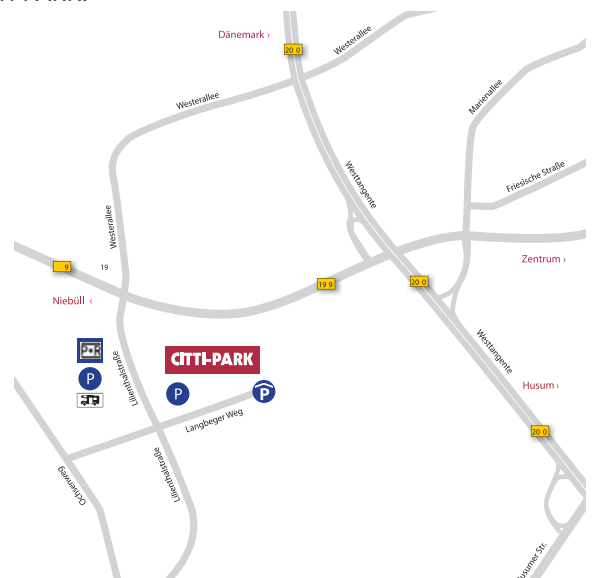 Dänemark ›
Westerallee
20 0
Westerallee
Marienallee
Westtangente
Friesische Straße
Westerallee
9
19
Zentrum ›
20 0
19 9
Niebüll ‹
Westtangente
P+R
CITTI-PARK
Lilienthalstraße
P
Husum ›
P
P
Langbeger Weg
20 0
Lilienthalstraße
Ochsenweg
usumer Str.